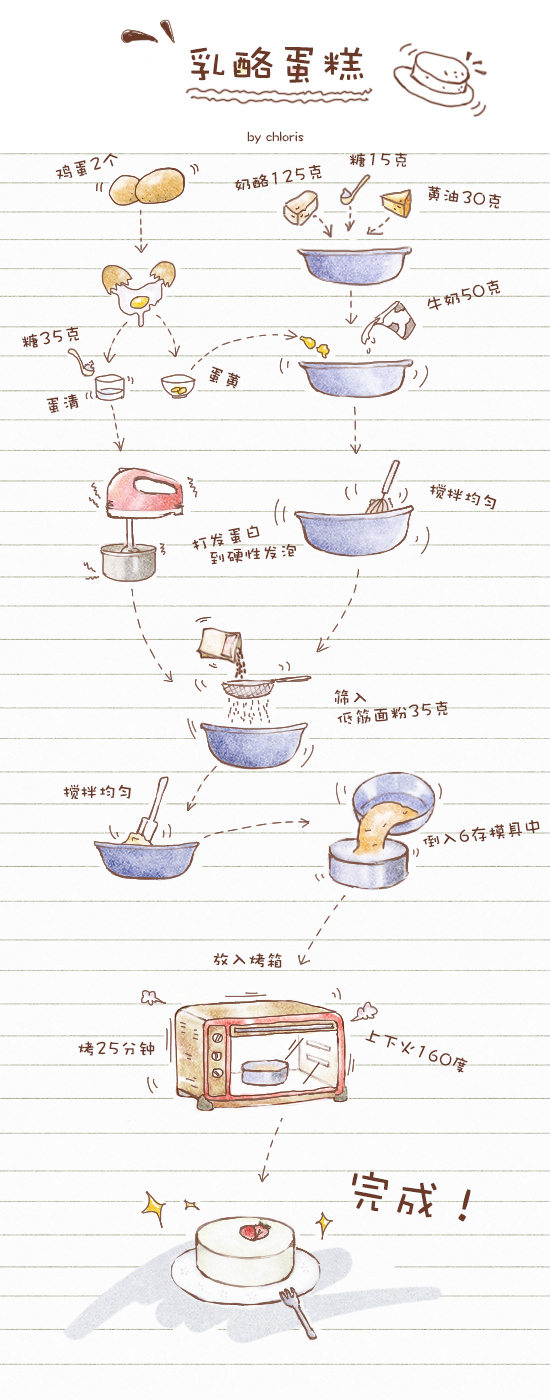 乳酪蛋糕
by chloris
鸡蛋2个
奶酪125克
糖15克
黄油30克
牛奶50克
糖35克
蛋清
蛋黄
搅拌均匀
打发蛋白
到硬性发泡
筛入
低筋面粉35克
搅拌均匀
倒入6存模具中
放入烤箱
烤25分钟
上下火160度
完成！